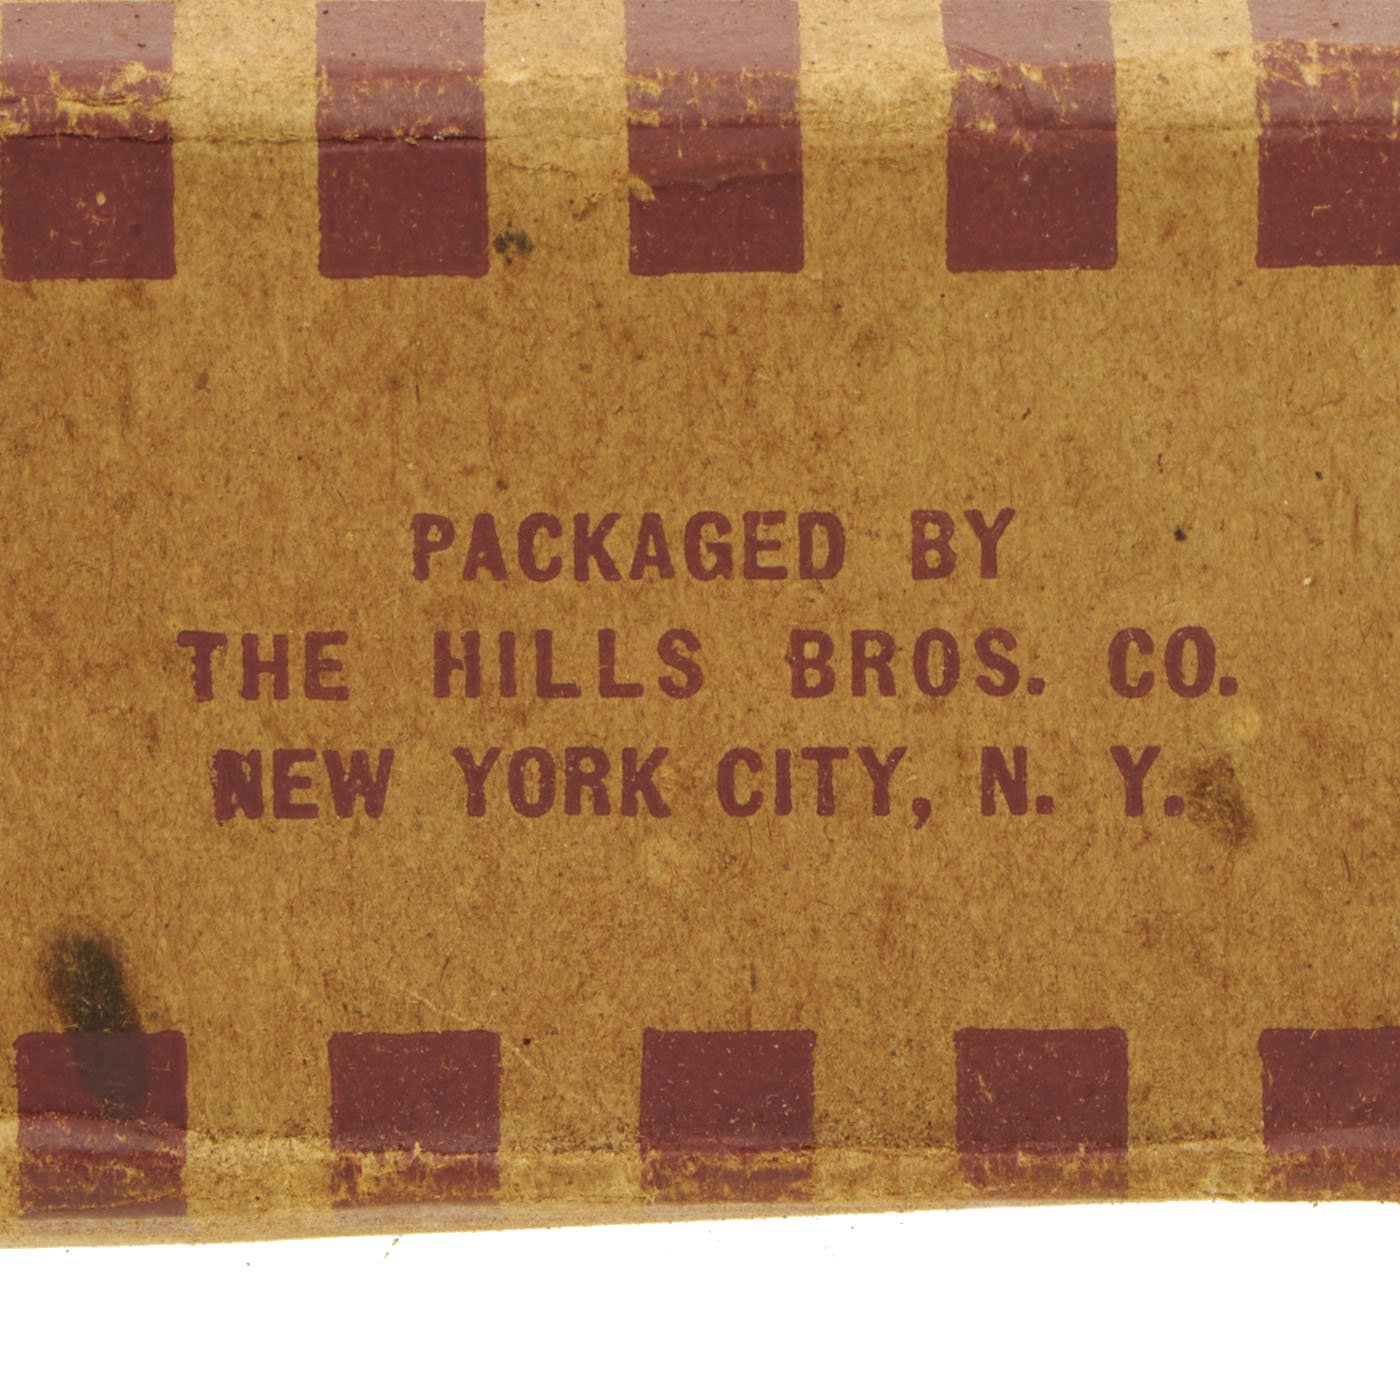 PACKAGED BY
THE HILLS BROS. CO.
NEW YORK CITY, N. Y.